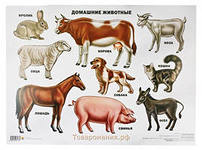 ДОМАШНИЕ ЖИВОТНЫЕ
КРОЛИК
КОРОВА
КОЗА
ОВЦА
СОБАКА
КОШКА
ЛОШАДЬ
СВИНЬЯ